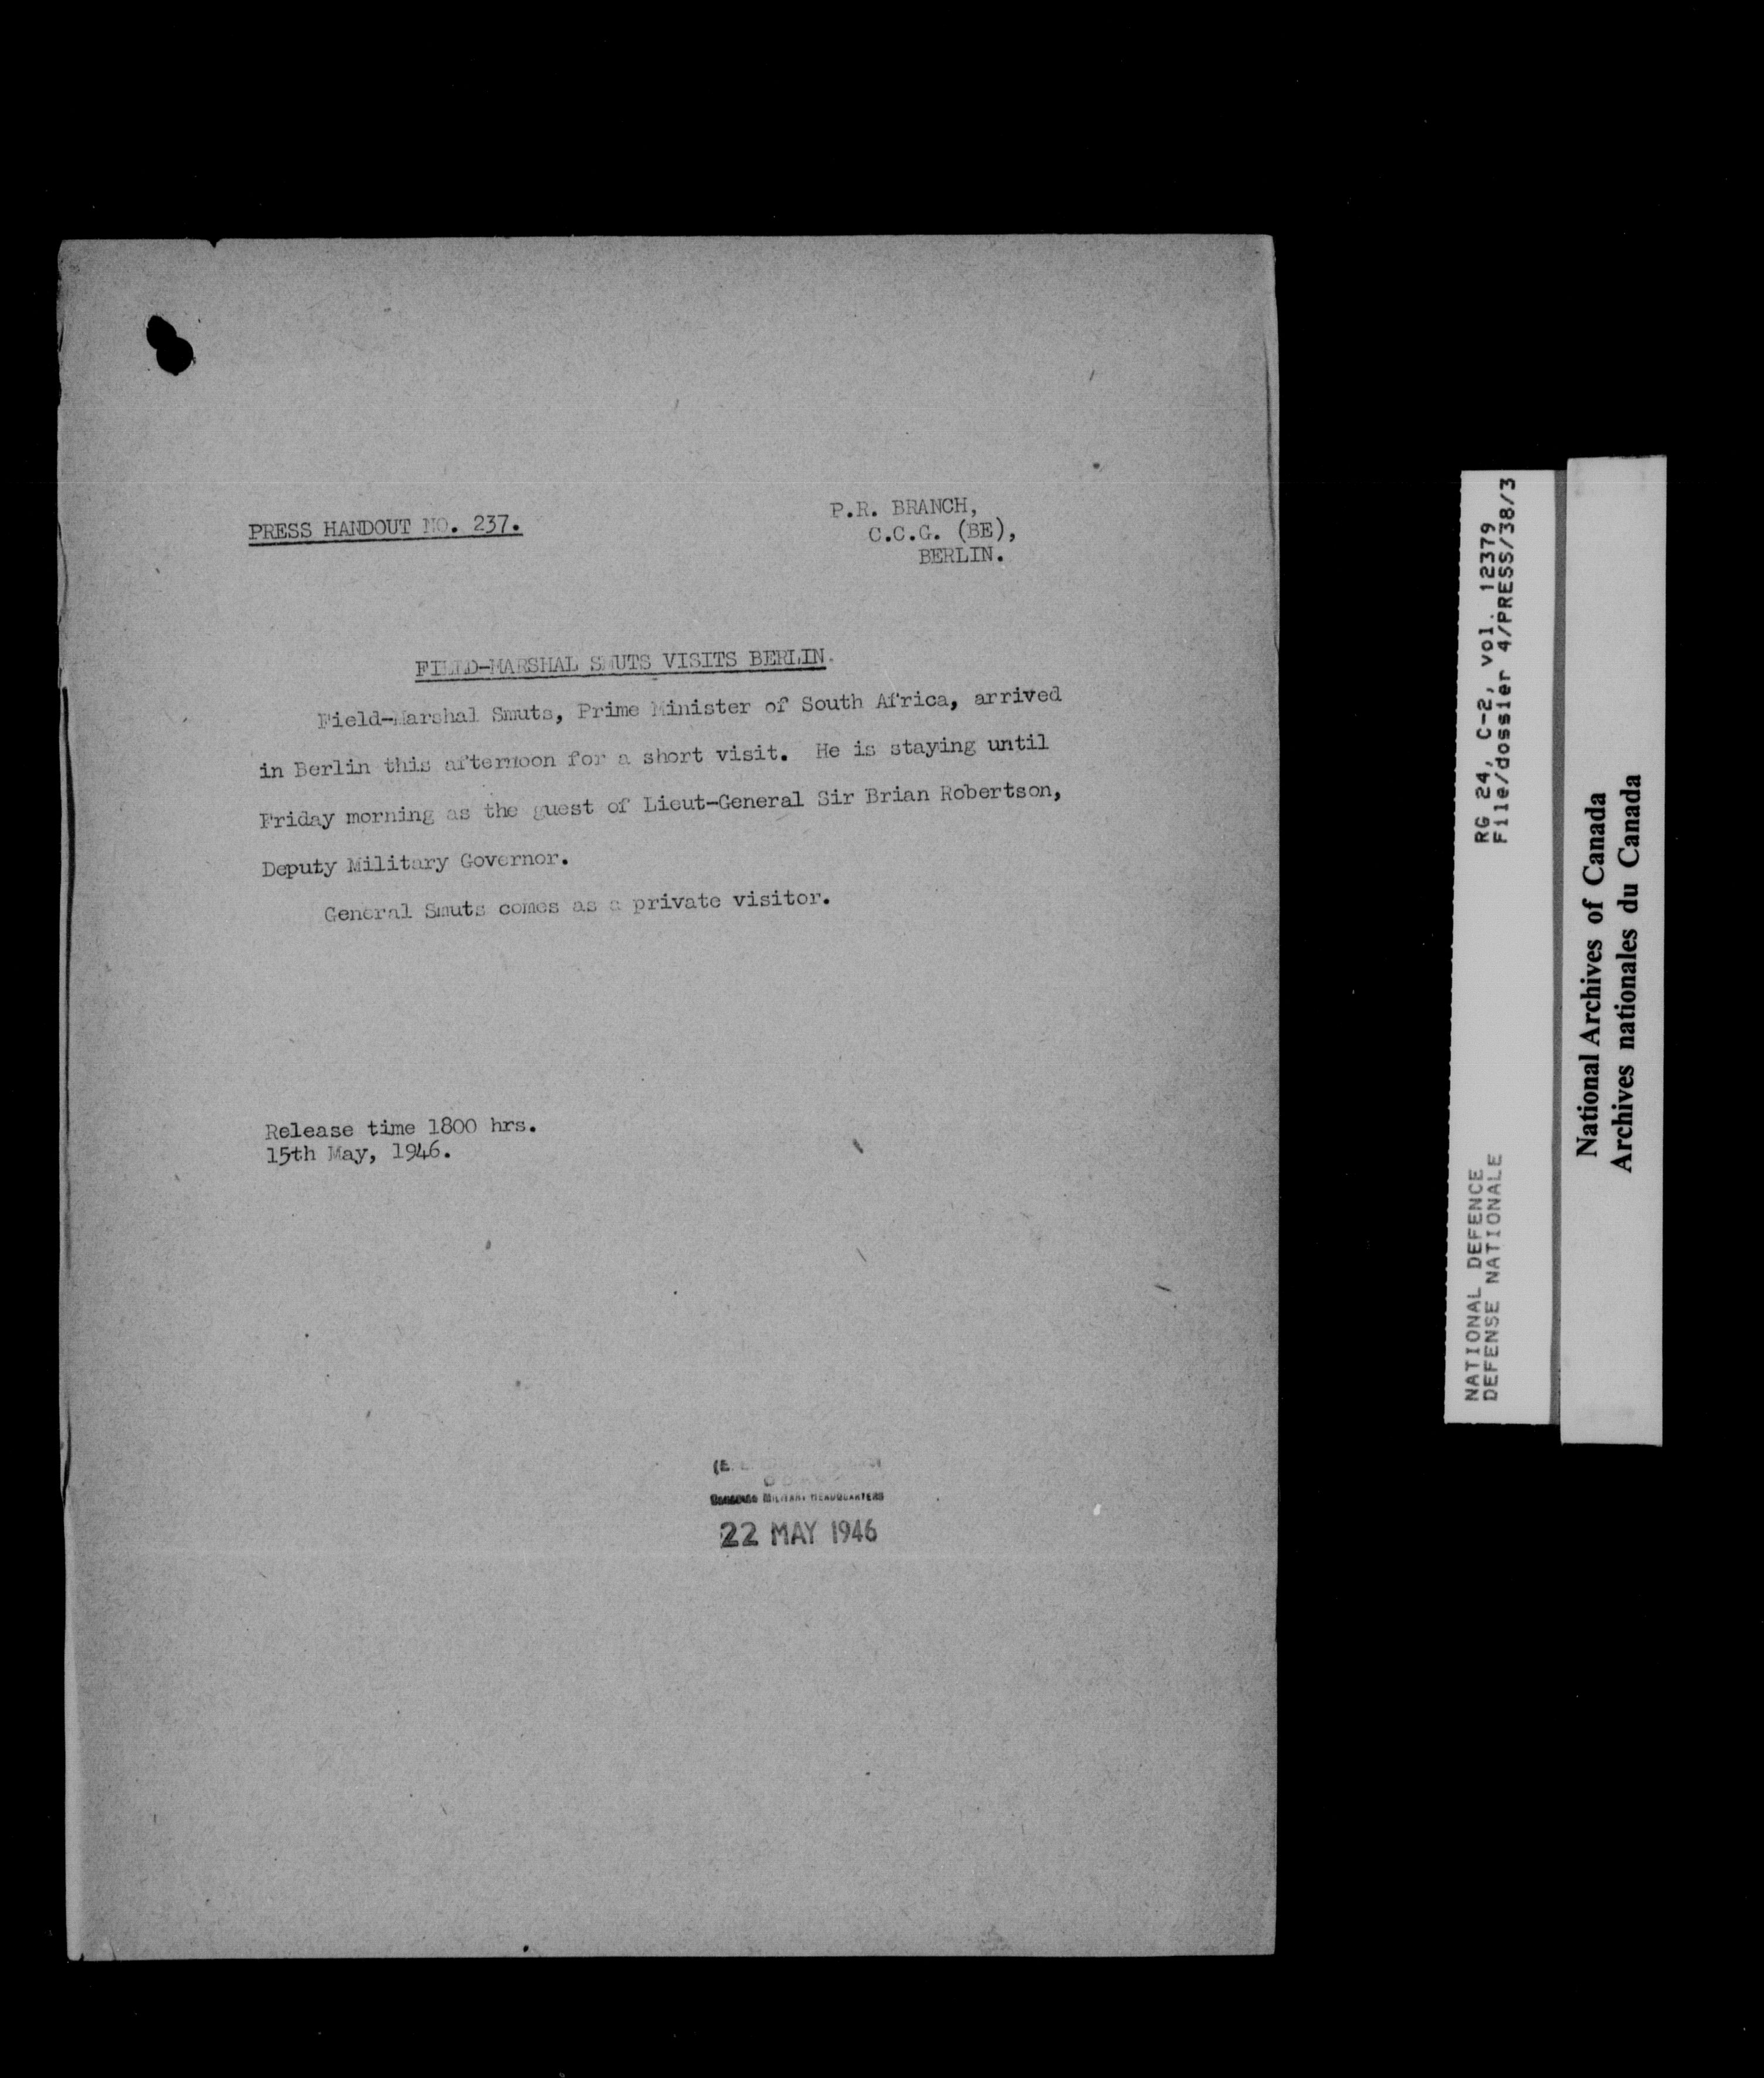 PRESS HANDOUT NO. 237.
P.R. BRANCH,
C.C.G. (BE),
BERLIN.
FIELD-MARSHAL SMUTS VISITS BERLIN.
Field-Marshal Smuts, Prime Minister of South Africa, arrived
in Berlin this afternoon for a short visit. He is staying until
Friday morning as the guest of Lieut-General Sir Brian Robertson,
Deputy Military Governor.
General Smuts comes as a private visitor.
Release time 1800 hrs.
15th May, 1946.
MILITARY HEADQUARTERS
22 MAY 1946
RG 24, C-2, vol. 12379
File/dossier 4/PRESS/38/3
NATIONAL DEFENCE
DEFENSE NATIONALE
National Archives of Canada
Archives nationales du Canada